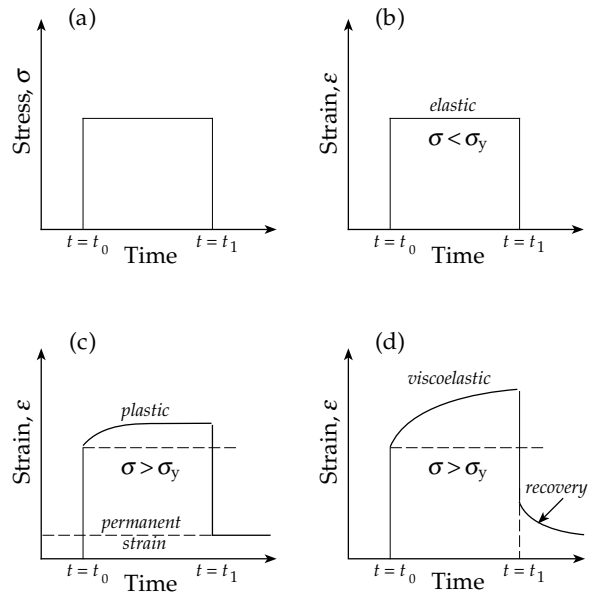 (a)
Stress, σ
t = t₀
t = t₁
Time
(b)
Strain, ε
elastic
σ < σy
t = t₀
t = t₁
Time
(c)
Strain, ε
plastic
σ > σy
permanent
strain
t = t₀
t = t₁
Time
(d)
Strain, ε
viscoelastic
σ > σy
recovery
t = t₀
t = t₁
Time